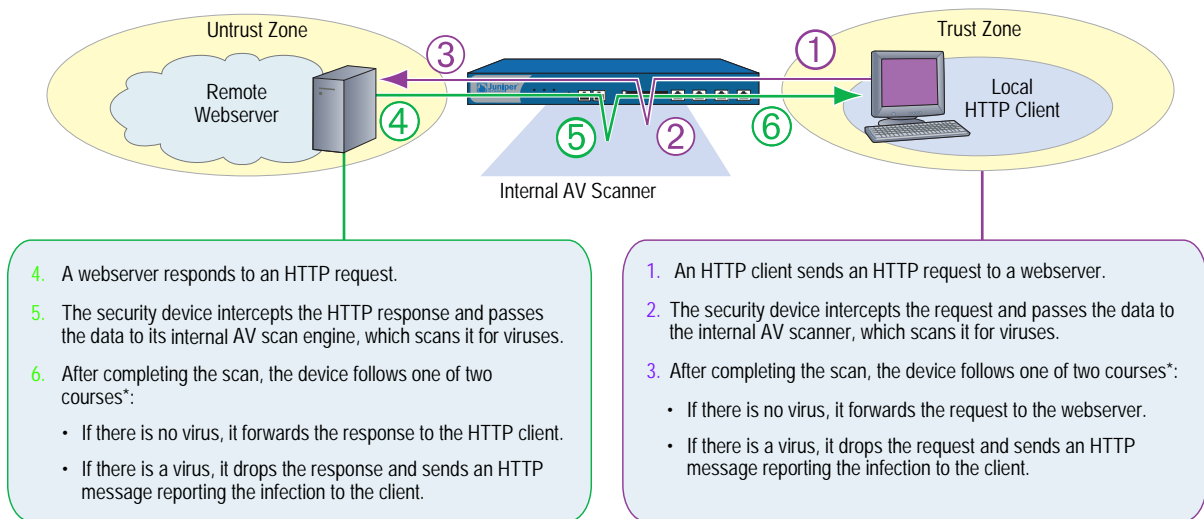 Untrust Zone
Trust Zone
3
1
Remote
Webserver
Juniper
Local
HTTP Client
4
5
2
6
Internal AV Scanner
4. A webserver responds to an HTTP request.
5. The security device intercepts the HTTP response and passes
the data to its internal AV scan engine, which scans it for viruses.
6. After completing the scan, the device follows one of two
courses*:
• If there is no virus, it forwards the response to the HTTP client.
• If there is a virus, it drops the response and sends an HTTP
message reporting the infection to the client.
1. An HTTP client sends an HTTP request to a webserver.
2. The security device intercepts the request and passes the data to
the internal AV scanner, which scans it for viruses.
3. After completing the scan, the device follows one of two courses*:
• If there is no virus, it forwards the request to the webserver.
• If there is a virus, it drops the request and sends an HTTP
message reporting the infection to the client.